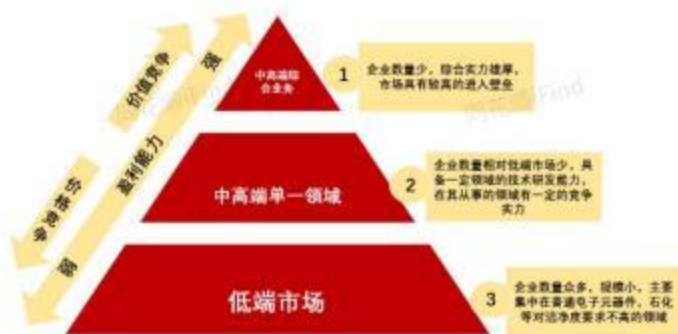 强
价值竞争
盈利能力
价格竞争
弱
中高端综
合业务
1
企业数量少，综合实力雄厚，
市场具有较高的进入壁垒
中高端单一领域
2
企业数量相对低端市场少，具
备一定领域的技术研发能力，
在其从事的领域有一定的竞争
实力
低端市场
3
企业数量众多，规模小，主要
集中在普通电子元器件，石化
等对洁净度要求不高的领域